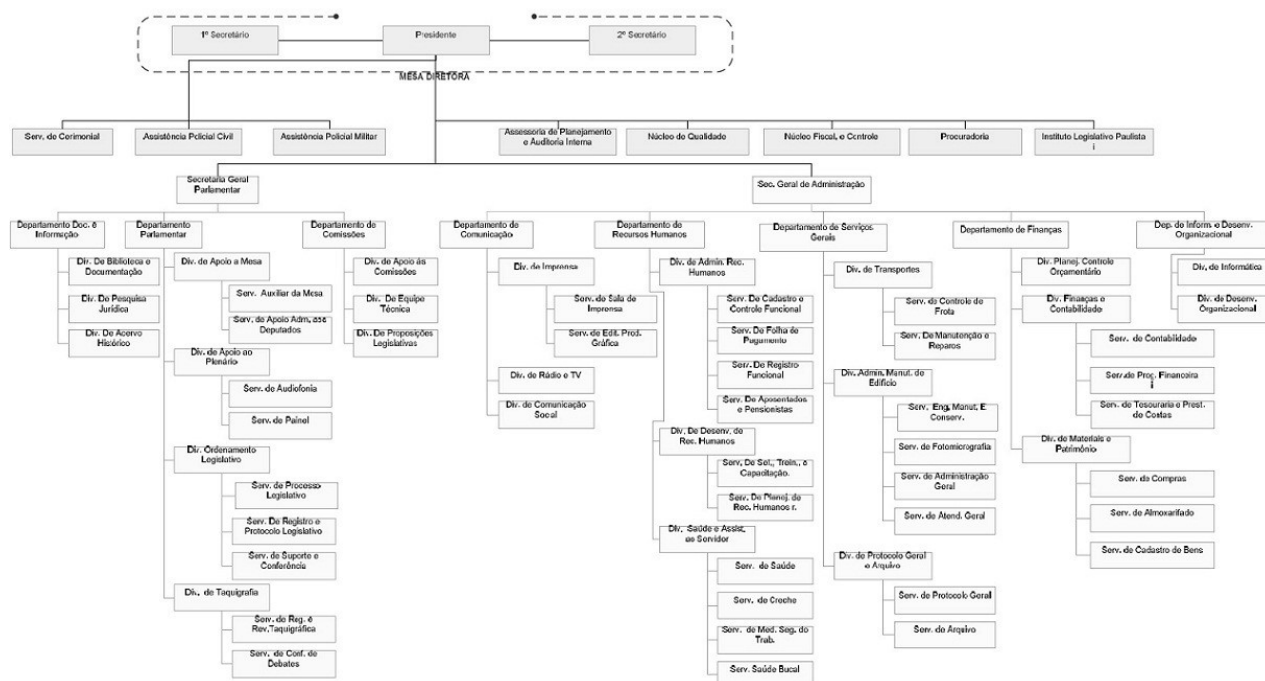 1º Secretário
Presidente
2º Secretário
MESA DIRETORA
Serv. de Cerimonial
Assistência Policial Civil
Assistência Policial Militar
Assessoria de Planejamento
e Auditoria Interna
Núcleo de Qualidade
Núcleo Fiscal. e Controle
Procuradoria
Instituto Legislativo Paulista
i
Secretaria Geral
Parlamentar
Sec. Geral de Administração
Departamento Doc. e
Informação
Departamento
Parlamentar
Departamento de
Comissões
Departamento de
Comunicação
Departamento de
Recursos Humanos
Departamento de Serviços
Gerais
Departamento de Finanças
Dep. de Inform. e Desenv.
Organizacional
Div. De Biblioteca e
Documentação
Div. De Pesquisa
Jurídica
Div. De Acervo
Histórico
Div. de Apoio a Mesa
Serv. Auxiliar da Mesa
Serv. de Apoio Adm. aos
Deputados
Div. de Apoio ao
Plenário
Serv. de Audiofonia
Serv. de Painel
Div. Ordenamento
Legislativo
Serv. de Processo
Legislativo
Serv. De Registro e
Protocolo Legislativo
Serv. de Suporte e
Conferência
Div. de Taquigrafia
Serv. de Reg. e
Rev.Taquigráfica
Serv. de Conf. de
Debates
Div. de Apoio às
Comissões
Div. De Equipe
Técnica
Div. De Proposições
Legislativas
Div. de Imprensa
Serv. de Sala de
Imprensa
Serv. de Edit. Prod.
Gráfica
Div. de Rádio e TV
Div. de Comunicação
Social
Div. de Admin. Rec.
Humanos
Serv. De Cadastro e
Controle Funcional
Serv. De Folha de
Pagamento
Serv. De Registro
Funcional
Serv. De Aposentados
e Pensionistas
Div. De Desenv. de
Rec. Humanos
Serv. De Sel., Trein., e
Capacitação.
Serv. De Planej. de
Rec. Humanos r.
Div. Saúde e Assist.
ao Servidor
Serv. de Saúde
Serv. de Creche
Serv. de Med. Seg. do
Trab.
Serv. Saúde Bucal
Div. de Transportes
Serv. de Controle de
Frota
Serv. De Manutenção e
Reparos
Div. Admin. Manut. de
Edifício
Serv. Eng. Manut. E
Conserv.
Serv. de Fotomicrografia
Serv. de Administração
Geral
Serv. de Atend. Geral
Div. de Protocolo Geral
e Arquivo
Serv. de Protocolo Geral
Serv. de Arquivo
Div. Planej. Controle
Orçamentário
Div. Finanças e
Contabilidade
Serv. de Contabilidade
Serv.de Proc. Financeira
i
Serv. de Tesouraria e Prest.
de Contas
Div. de Materiais e
Patrimônio
Serv. de Compras
Serv. de Almoxarifado
Serv. de Cadastro de Bens
Div. de Informática
Div. de Desenv.
Organizacional